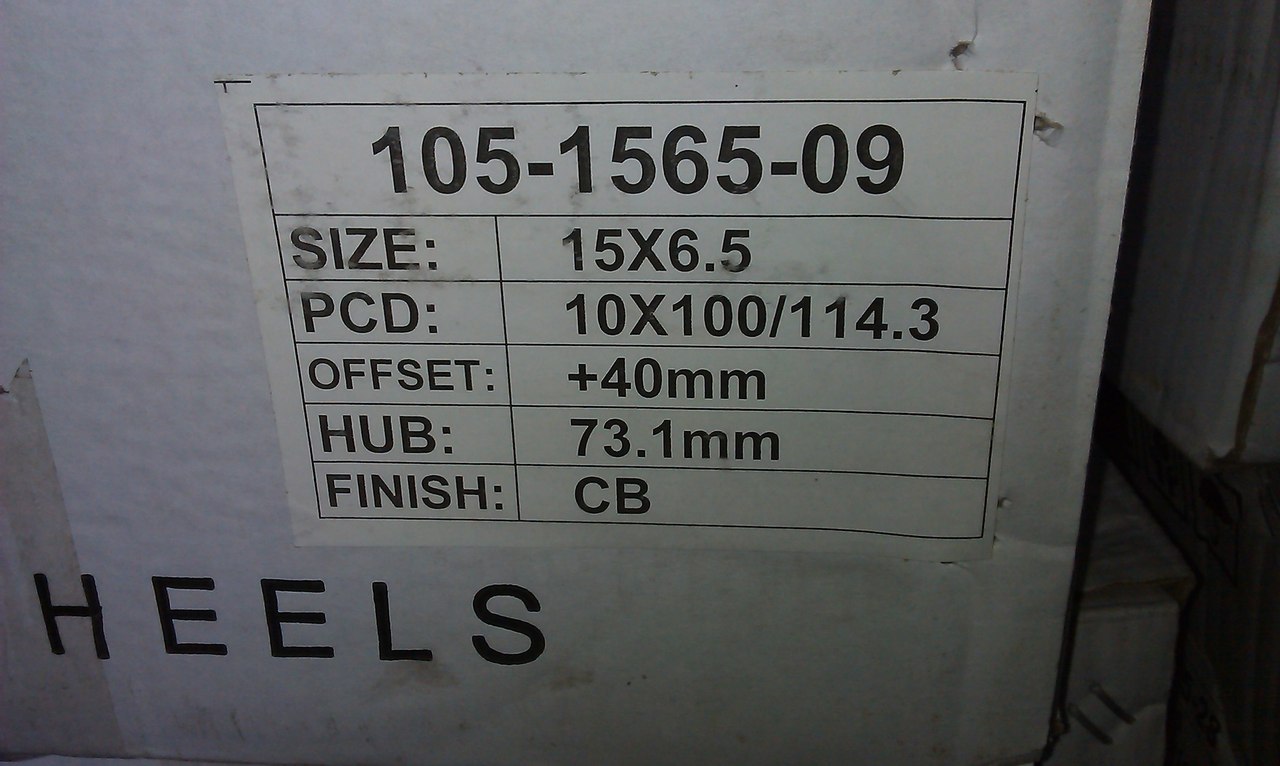 105-1565-09
SIZE: 15X6.5
PCD: 10X100/114.3
OFFSET: +40mm
HUB: 73.1mm
FINISH: CB
HEELS